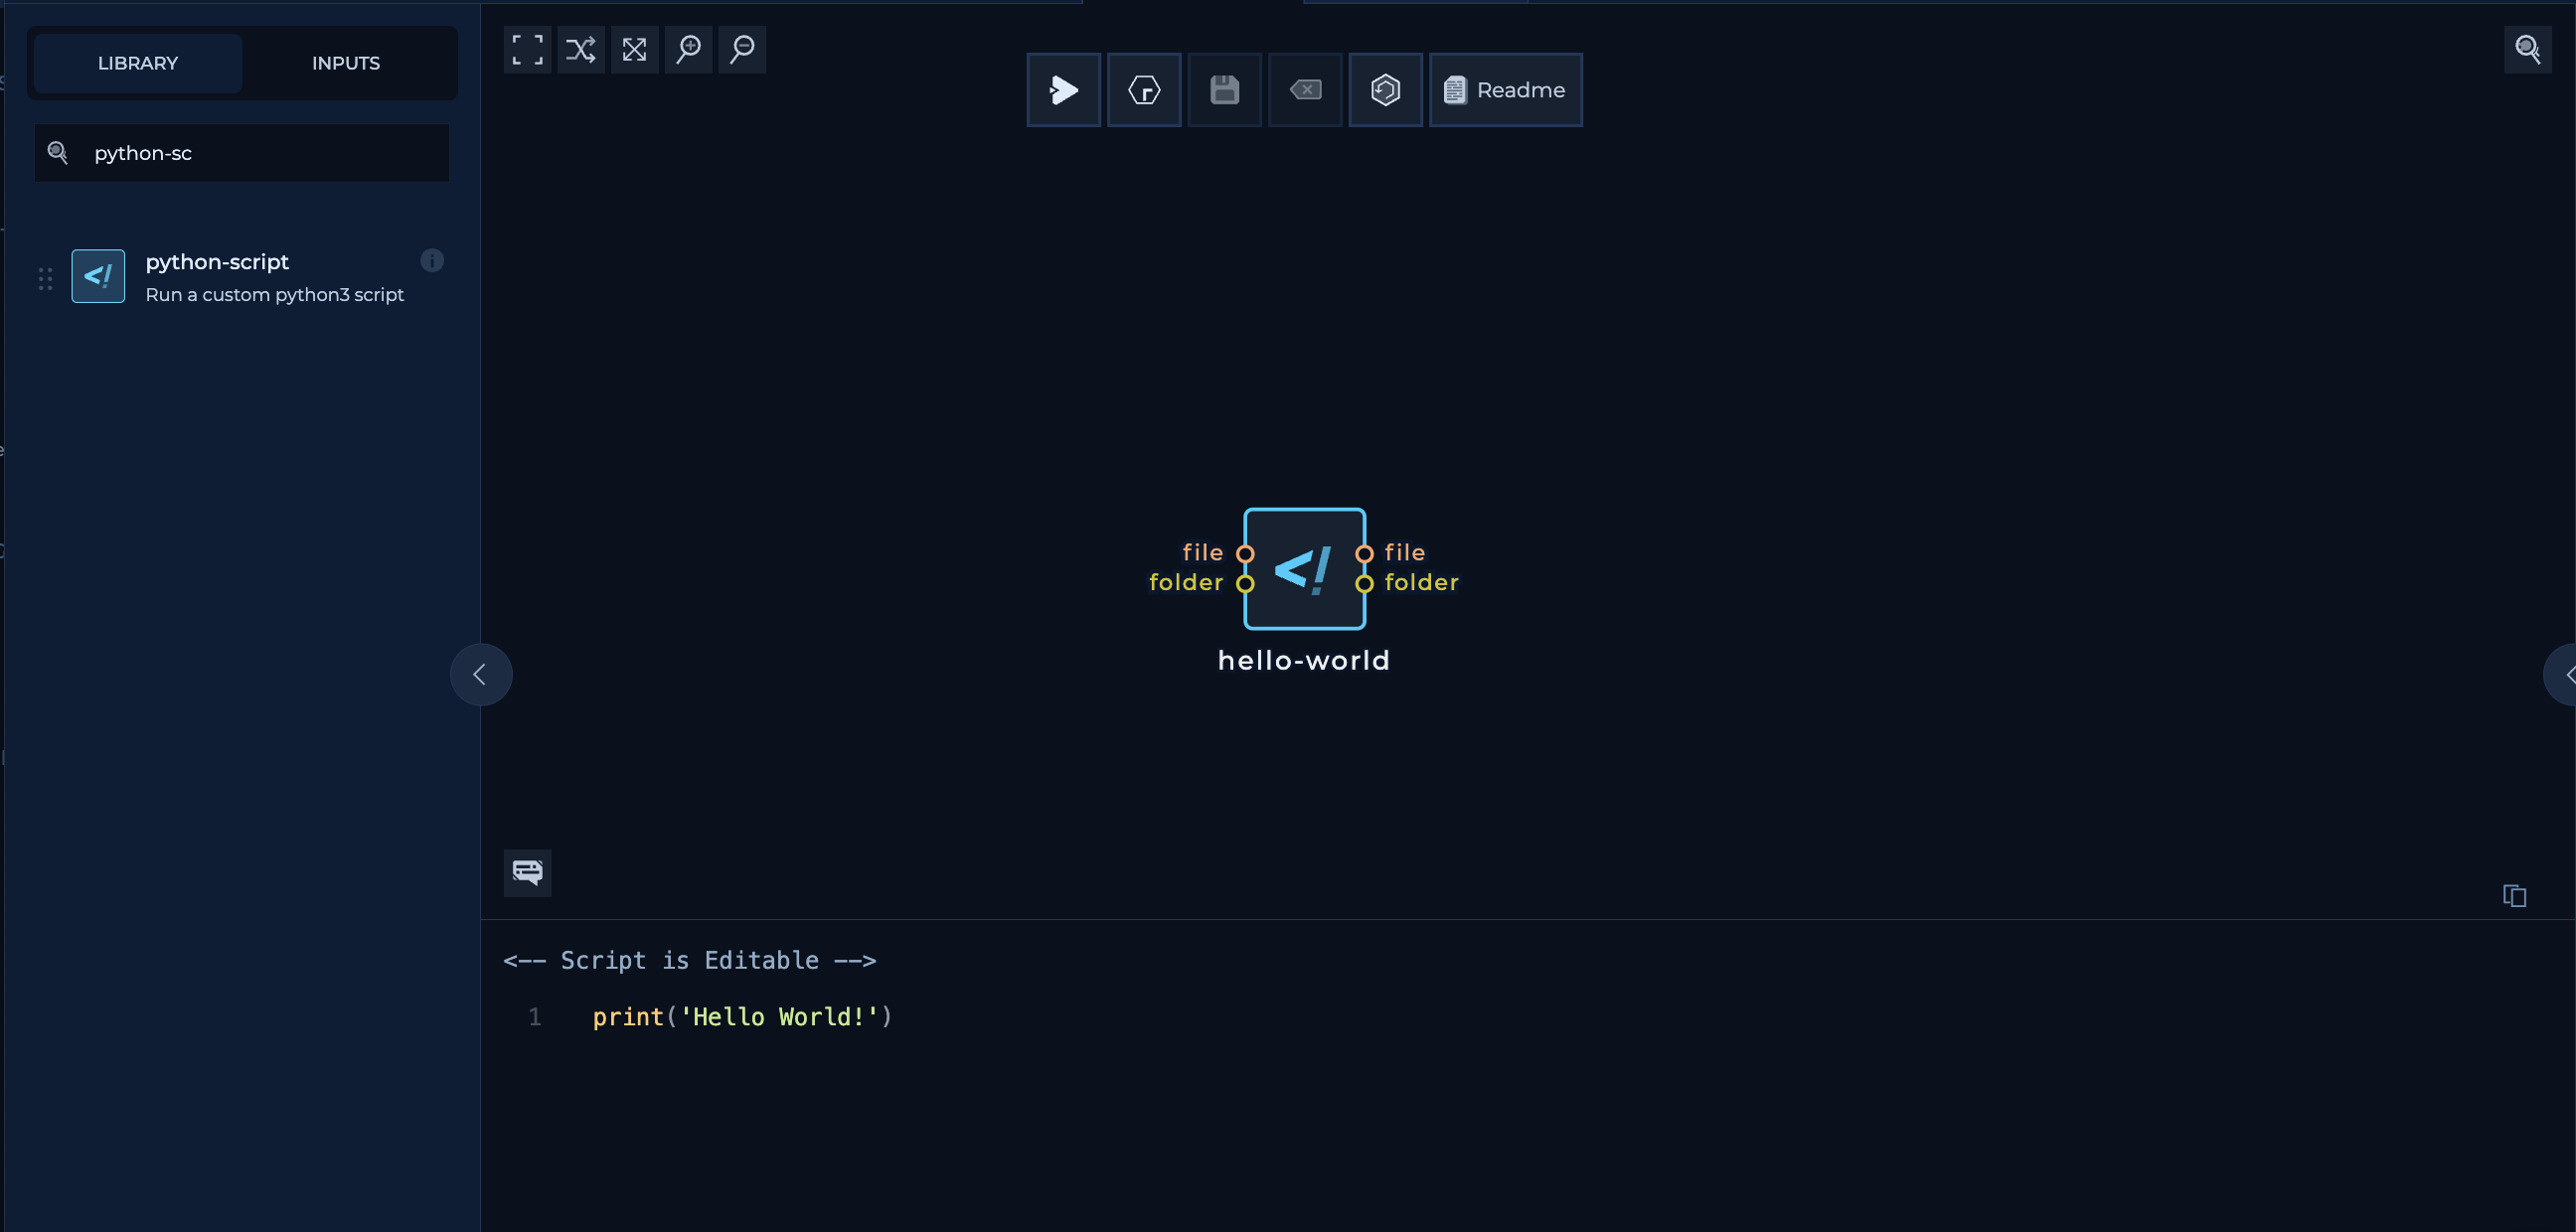 LIBRARY
INPUTS
python-sc
python-script
Run a custom python3 script
Readme
file
folder
file
folder
hello-world
<-- Script is Editable -->
1 print('Hello World!')